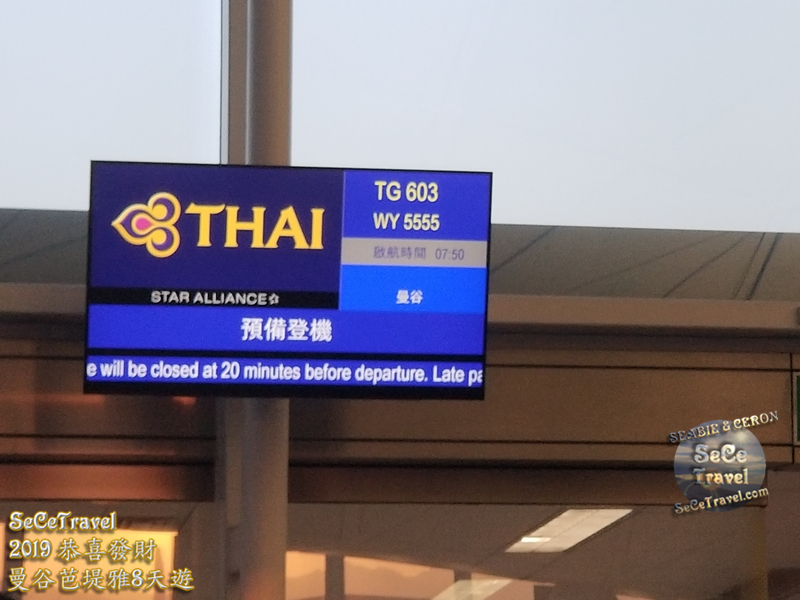 THAI
STAR ALLIANCE
TG 603
WY 5555
啟航時間 07:50
曼谷
預備登機
e will be closed at 20 minutes before departure. Late pa
SEABIE & CERON
SeCe
Travel
SeCeTravel.com
SeCeTravel
2019 恭喜發財
曼谷芭堤雅8天遊